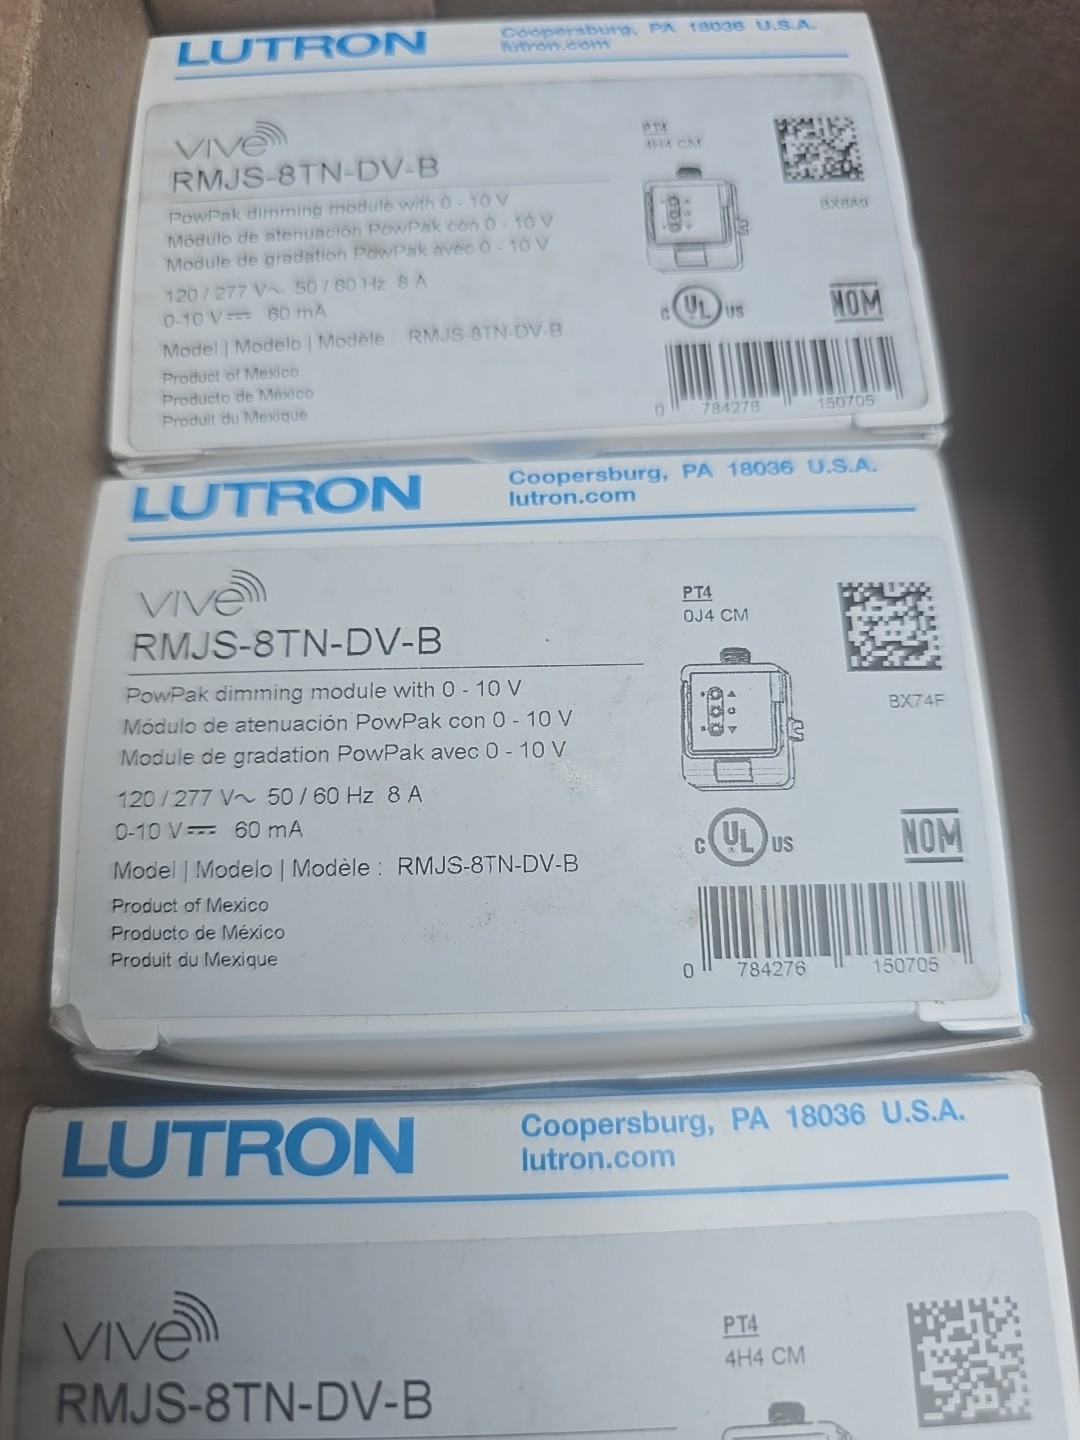 LUTRON
Coopersburg, PA 18036 U.S.A.
lutron.com
vive
RMJS-8TN-DV-B
PowPak dimming module with 0 - 10 V
Módulo de atenuación PowPak con 0 - 10 V
Module de gradation PowPak avec 0 - 10 V
120 / 277 V~ 50 / 60 Hz 8 A
0-10 V⎓ 60 mA
Model | Modelo | Modèle : RMJS-8TN-DV-B
Product of Mexico
Producto de México
Produit du Mexique
PT4
4H4 CM
C UL US
NOM
0 784276 150705
LUTRON
Coopersburg, PA 18036 U.S.A.
lutron.com
vive
RMJS-8TN-DV-B
PowPak dimming module with 0 - 10 V
Módulo de atenuación PowPak con 0 - 10 V
Module de gradation PowPak avec 0 - 10 V
120 / 277 V~ 50 / 60 Hz 8 A
0-10 V⎓ 60 mA
Model | Modelo | Modèle : RMJS-8TN-DV-B
Product of Mexico
Producto de México
Produit du Mexique
PT4
0J4 CM
BX74F
C UL US
NOM
0 784276 150705
LUTRON
Coopersburg, PA 18036 U.S.A.
lutron.com
vive
RMJS-8TN-DV-B
PT4
4H4 CM